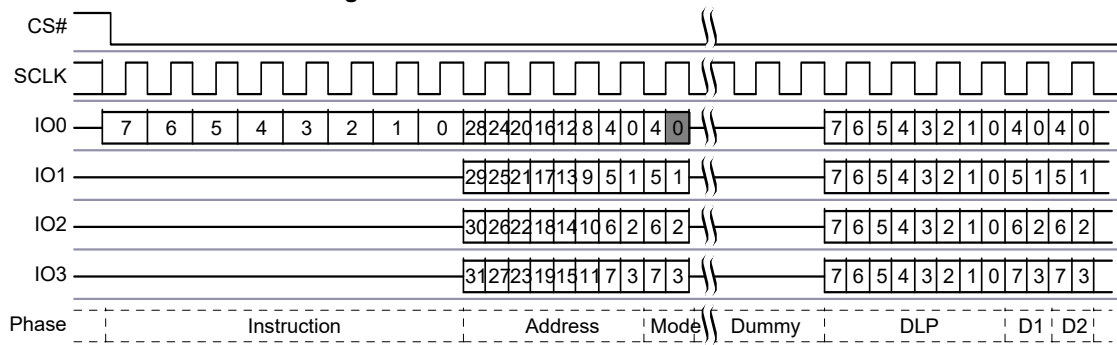 CS#
SCLK
IO0 7 6 5 4 3 2 1 0 28 24 20 16 12 8 4 0 4 0 7 6 5 4 3 2 1 0 4 0 4 0
IO1 29 25 21 17 13 9 5 1 5 1 7 6 5 4 3 2 1 0 5 1 5 1
IO2 30 26 22 18 14 10 6 2 6 2 7 6 5 4 3 2 1 0 6 2 6 2
IO3 31 27 23 19 15 11 7 3 7 3 7 6 5 4 3 2 1 0 7 3 7 3
Phase Instruction Address Mode Dummy DLP D1 D2